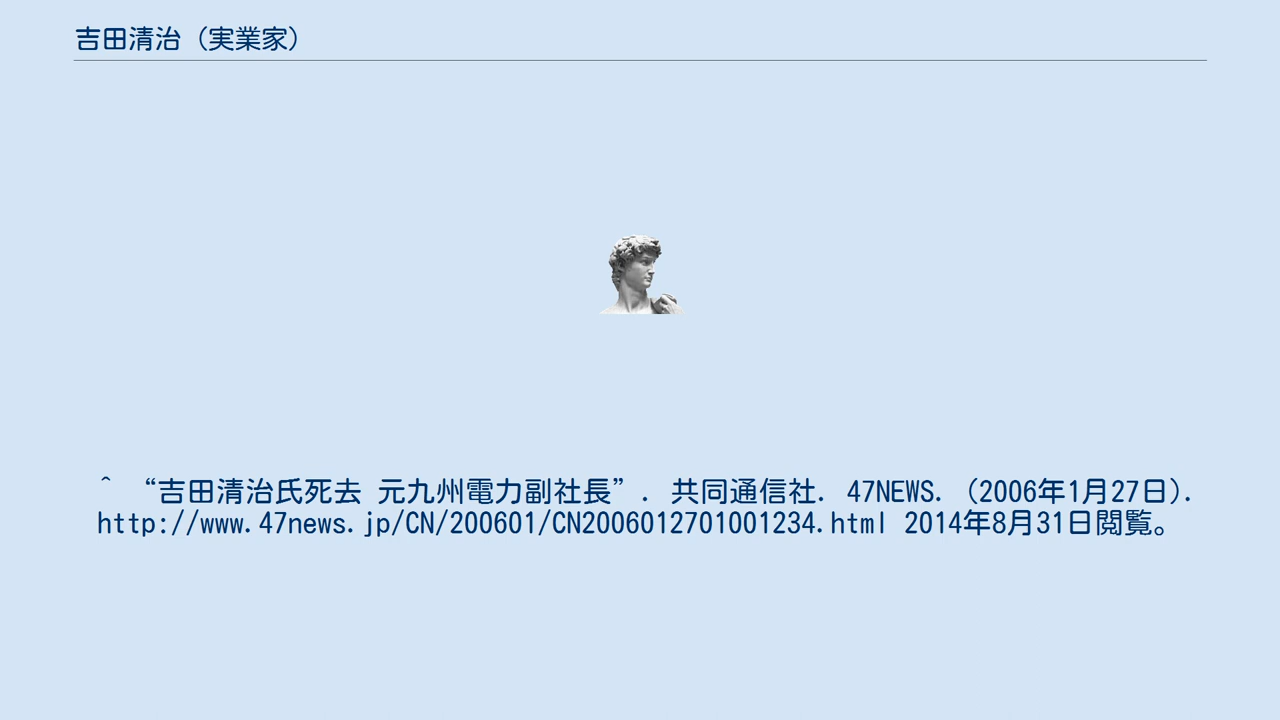 吉田清治（実業家）
^ “吉田清治氏死去 元九州電力副社長”. 共同通信社. 47NEWS. （2006年1月27日）.
http://www.47news.jp/CN/200601/CN2006012701001234.html 2014年8月31日閲覧。